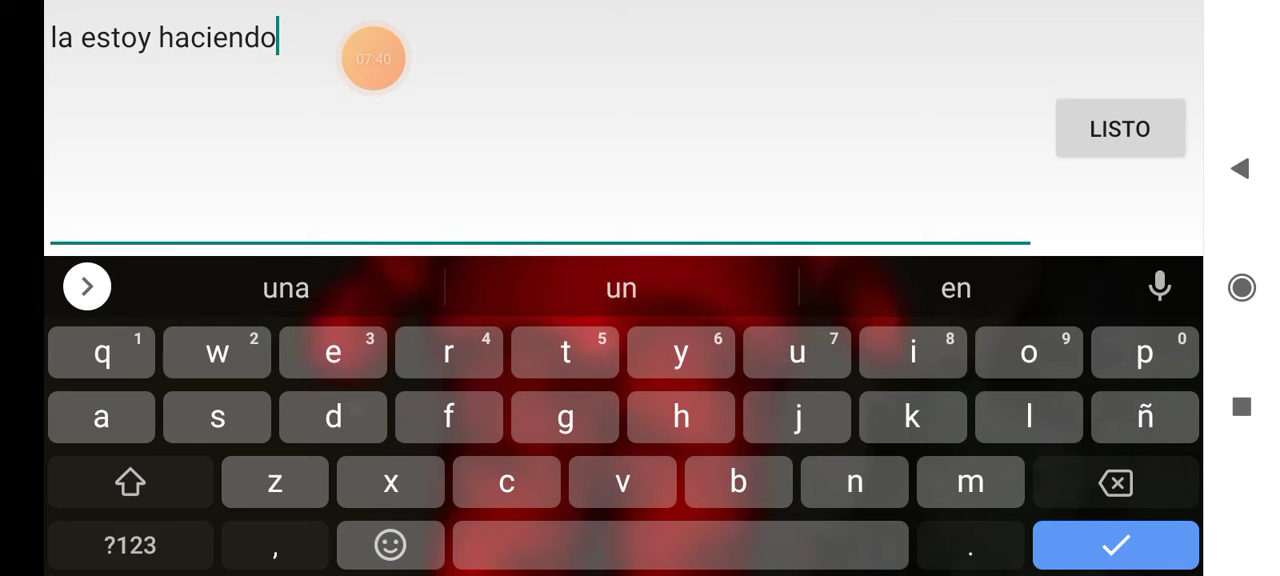 la estoy haciendo
07:40
LISTO
una un en
q 1 w 2 e 3 r 4 t 5 y 6 u 7 i 8 o 9 p 0
a s d f g h j k l ñ
z x c v b n m
?123 , .